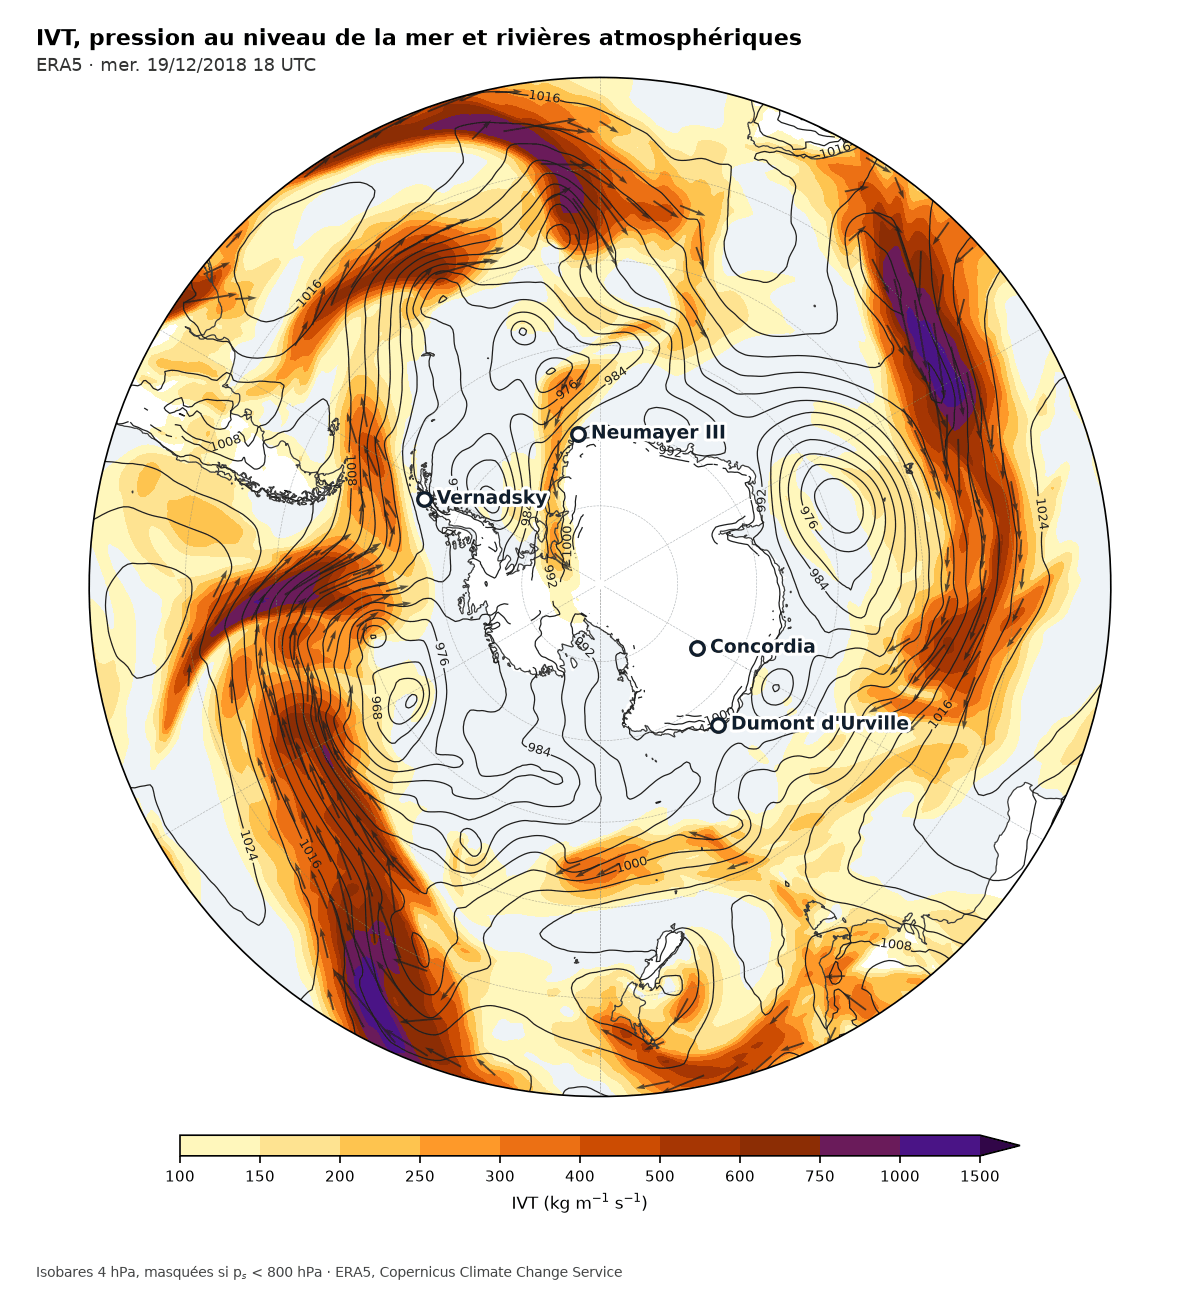 IVT, pression au niveau de la mer et rivières atmosphériques
ERA5 · mer. 19/12/2018 18 UTC
1016
1016
1016
984
976
Neumayer III
1008
992
1008
Vernadsky
992
976
1024
984
1000
992
984
992
Concordia
976
968
1000
Dumont d'Urville
1016
984
1024
1016
1000
1008
100 150 200 250 300 400 500 600 750 1000 1500
IVT (kg m⁻¹ s⁻¹)
Isobares 4 hPa, masquées si pₛ < 800 hPa · ERA5, Copernicus Climate Change Service